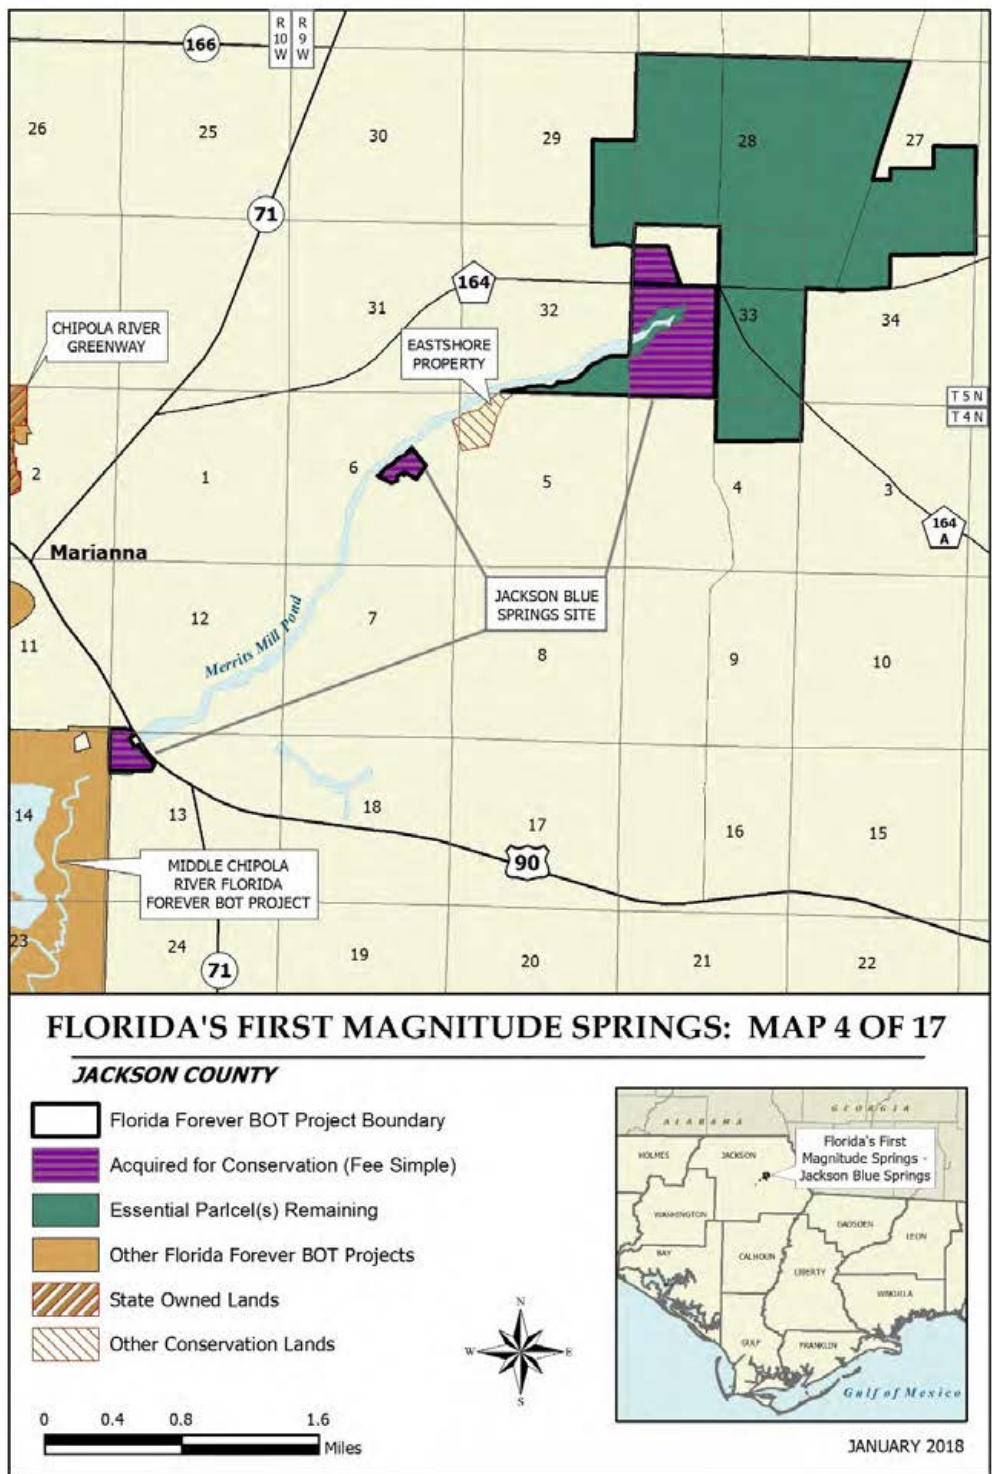 166
R
10
W
R
9
W
26
25
30
29
28
27
71
164
31
32
33
34
CHIPOLA RIVER
GREENWAY
EASTSHORE
PROPERTY
T 5 N
T 4 N
2
1
6
5
4
3
164
A
Marianna
JACKSON BLUE
SPRINGS SITE
Merrits Mill Pond
11
12
7
8
9
10
14
13
18
17
16
15
90
MIDDLE CHIPOLA
RIVER FLORIDA
FOREVER BOT PROJECT
23
24
19
20
21
22
71
FLORIDA'S FIRST MAGNITUDE SPRINGS: MAP 4 OF 17
JACKSON COUNTY
Florida Forever BOT Project Boundary
Acquired for Conservation (Fee Simple)
Essential Parlcel(s) Remaining
Other Florida Forever BOT Projects
State Owned Lands
Other Conservation Lands
N
W
E
S
0 0.4 0.8 1.6
Miles
ALABAMA
GEORGIA
HOLMES
JACKSON
Florida's First
Magnitude Springs -
Jackson Blue Springs
WASHINGTON
GADSDEN
LEON
BAY
CALHOUN
LIBERTY
WAKULLA
GULF
FRANKLIN
Gulf of Mexico
JANUARY 2018